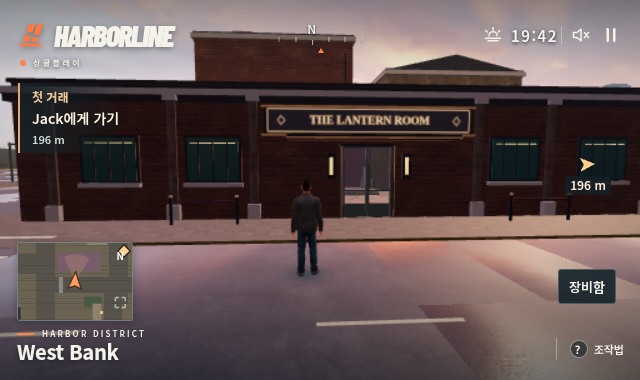 HARBORLINE
싱글플레이
첫 거래
Jack에게 가기
196 m
N
19:42
THE LANTERN ROOM
196 m
N
장비함
HARBOR DISTRICT
West Bank
? 조작법